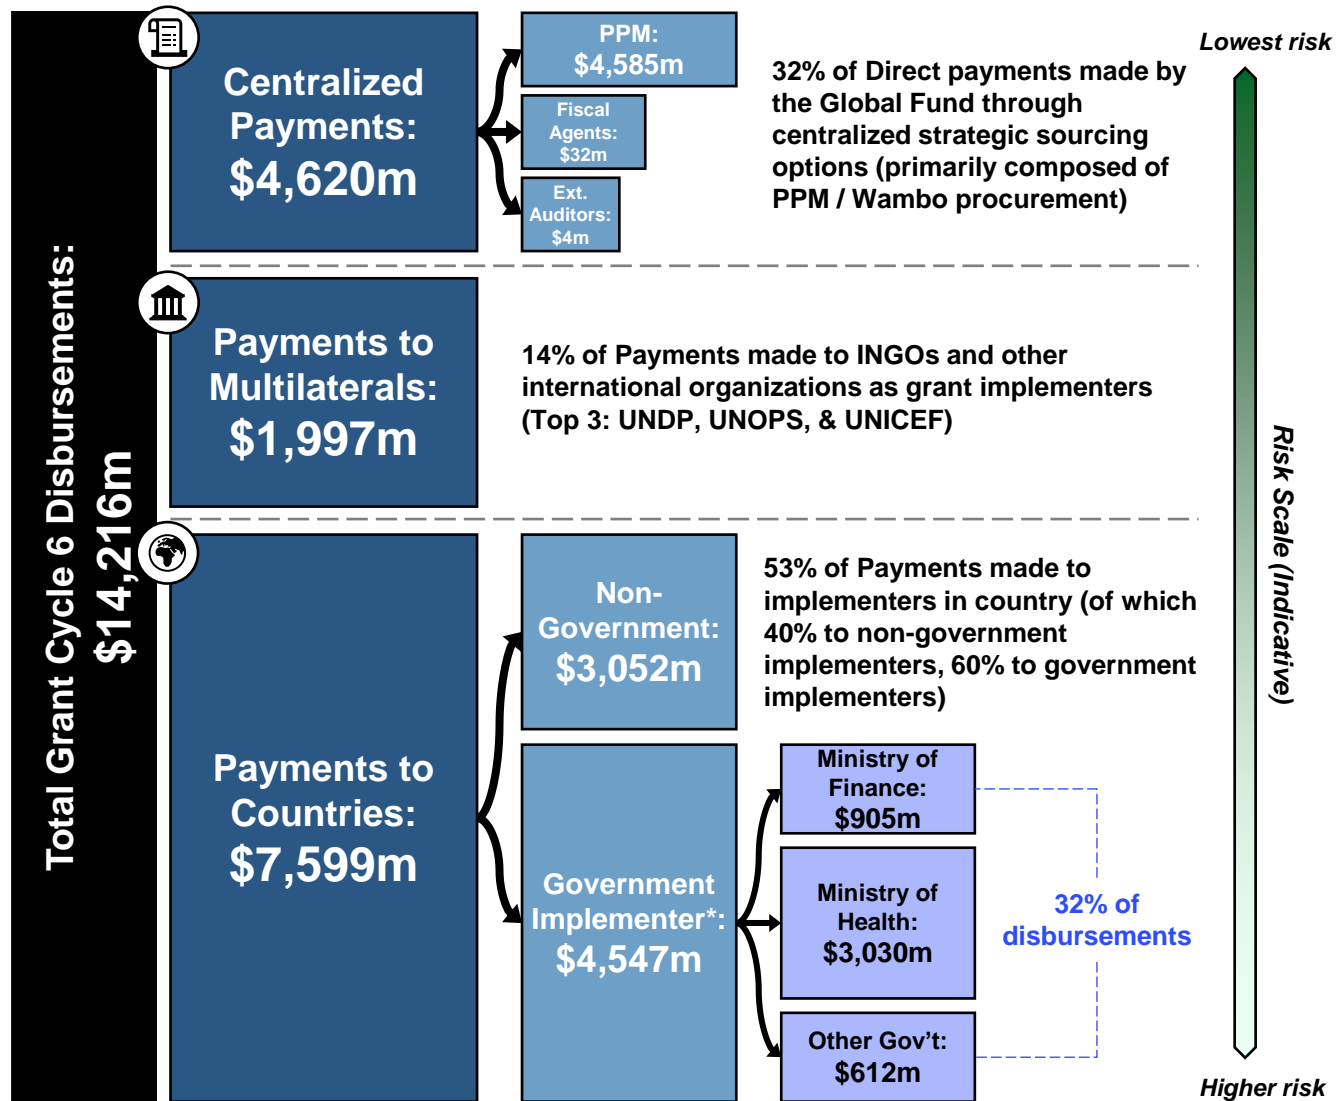 Total Grant Cycle 6 Disbursements:
$14,216m
Centralized
Payments:
$4,620m
PPM:
$4,585m
Fiscal
Agents:
$32m
Ext.
Auditors:
$4m
32% of Direct payments made by
the Global Fund through
centralized strategic sourcing
options (primarily composed of
PPM / Wambo procurement)
Payments to
Multilaterals:
$1,997m
14% of Payments made to INGOs and other
international organizations as grant implementers
(Top 3: UNDP, UNOPS, & UNICEF)
Payments to
Countries:
$7,599m
Non-
Government:
$3,052m
53% of Payments made to
implementers in country (of which
40% to non-government
implementers, 60% to government
implementers)
Government
Implementer*:
$4,547m
Ministry of
Finance:
$905m
Ministry of
Health:
$3,030m
Other Gov't:
$612m
32% of
disbursements
Lowest risk
Risk Scale (Indicative)
Higher risk